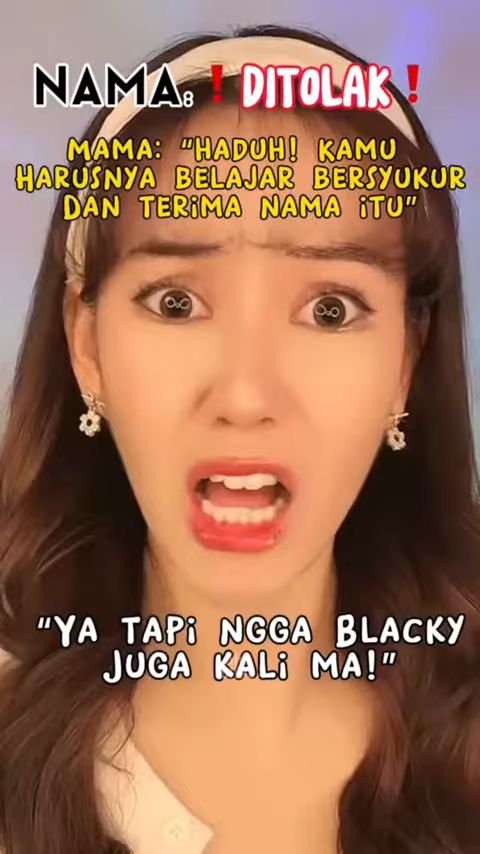 NAMA: ❗DITOLAK❗
MAMA: "HADUH! KAMU
HARUSNYA BELAJAR BERSYUKUR
DAN TERIMA NAMA ITU"
"YA TAPI NGGA BLACKY
JUGA KALI MA!"